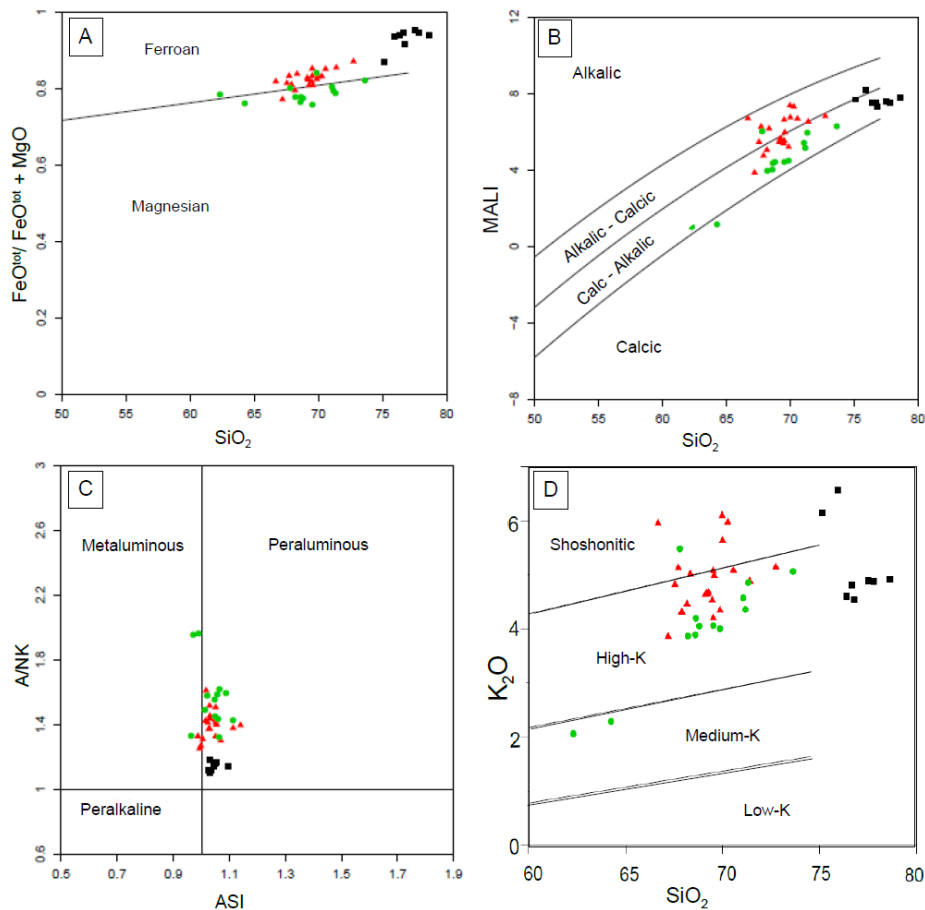 A
Ferroan
Magnesian
FeO^tot/ FeO^tot + MgO
0 0.2 0.4 0.6 0.8 1
50 55 60 65 70 75 80
SiO₂
B
Alkalic
Alkalic - Calcic
Calc - Alkalic
Calcic
MALI
-8 -4 0 4 8 12
50 55 60 65 70 75 80
SiO₂
C
Metaluminous
Peraluminous
Peralkaline
A/NK
0.6 1 1.4 1.8 2.2 2.6 3
0.5 0.7 0.9 1.1 1.3 1.5 1.7 1.9
ASI
D
Shoshonitic
High-K
Medium-K
Low-K
K₂O
0 2 4 6
60 65 70 75 80
SiO₂